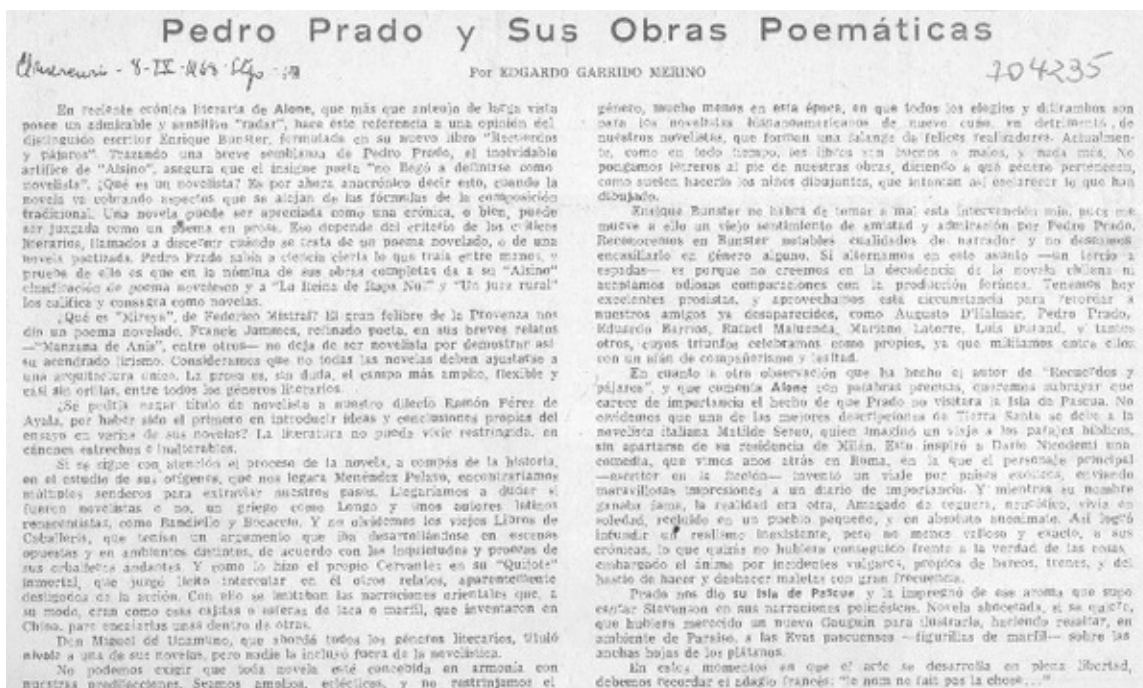 Pedro Prado y Sus Obras Poemáticas
Por EDGARDO GARRIDO MERINO
704235
En reciente crónica literaria de Alone, que más que anteojo de larga vista
posee un admirable y sensitivo "radar", hace éste referencia a una opinión del
distinguido escritor Enrique Bunster, formulada en su nuevo libro "Recuerdos
y pájaros". Trazando una breve semblanza de Pedro Prado, el inolvidable
artífice de "Alsino", asegura que el insigne poeta "no llegó a definirse como
novelista". ¿Qué es un novelista? Es por ahora anacrónico decir esto, cuando la
novela va cobrando aspectos que se alejan de las fórmulas de la composición
tradicional. Una novela puede ser apreciada como una crónica, o bien, puede
ser juzgada como un poema en prosa. Eso depende del criterio de los críticos
literarios, llamados a discernir cuándo se trata de un poema novelado, o de una
novela poetizada. Pedro Prado sabía a ciencia cierta lo que traía entre manos, y
prueba de ello es que en la nómina de sus obras completas da a su "Alsino"
clasificación de poema novelesco y a "La Reina de Rapa Nui" y "Un juez rural"
los califica y consagra como novelas.
¿Qué es "Mireya", de Federico Mistral? El gran felibre de la Provenza nos
dio un poema novelado. Francis Jammes, refinado poeta, en sus breves relatos
—"Manzana de Anís", entre otros— no deja de ser novelista por demostrar así
su acendrado lirismo. Consideramos que no todas las novelas deben ajustarse a
una arquitectura única. La prosa es, sin duda, el campo más amplio, flexible y
casi sin orillas, entre todos los géneros literarios.
¿Se podría negar título de novelista a nuestro dilecto Ramón Pérez de
Ayala, por haber sido el primero en introducir ideas y conclusiones propias del
ensayo en varias de sus novelas? La literatura no puede vivir restringida, en
cánones estrechos e inalterables.
Si se sigue con atención el proceso de la novela, a compás de la historia,
en el estudio de sus orígenes, que nos legara Menéndez Pelayo, encontraríamos
múltiples senderos para extraviar nuestros pasos. Llegaríamos a dudar si
fueron novelistas o no, un griego como Longo y unos autores latinos
renacentistas, como Bandello y Bocaccio. Y no olvidemos los viejos Libros de
Caballería, que tenían un argumento que iba desarrollándose en escenas
opuestas y en ambientes distintos, de acuerdo con las inquietudes y proezas de
sus caballeros andantes. Y como lo hizo el propio Cervantes en su "Quijote"
inmortal, que juzgó lícito intercalar en él otros relatos, aparentemente
desligados de la acción. Con ello se imitaban las narraciones orientales que, a
su modo, eran como esas cajitas o esferas de laca o marfil, que inventaron en
China, para encajarlas unas dentro de otras.
Don Miguel de Unamuno, que abordó todos los géneros literarios, tituló
nivola a una de sus novelas, pero nadie la incluyó fuera de la novelística.
No podemos exigir que toda novela esté concebida en armonía con
nuestras predilecciones. Seamos amplios, eclécticos, y no restrinjamos el
género, mucho menos en esta época, en que todos los elogios y ditirambos son
para los novelistas hispanoamericanos de nuevo cuño, en detrimento, de
nuestros novelistas, que forman una falange de felices realizadores. Actualmen-
te, como en todo tiempo, los libros son buenos o malos, y nada más. No
pongamos letreros al pie de nuestras obras, diciendo a qué género pertenecen,
como suelen hacerlo los niños dibujantes, que intentan así esclarecer lo que han
dibujado.
Enrique Bunster no habrá de tomar a mal esta intervención mía, pues me
mueve a ello un viejo sentimiento de amistad y admiración por Pedro Prado.
Reconocemos en Bunster notables cualidades de narrador y no deseamos
encasillarlo en género alguno. Si alternamos en este asunto —un tercio a
espadas— es porque no creemos en la decadencia de la novela chilena ni
aceptamos odiosas comparaciones con la producción foránea. Tenemos hoy
excelentes prosistas, y aprovechamos esta circunstancia para recordar a
nuestros amigos ya desaparecidos, como Augusto D'Halmar, Pedro Prado,
Eduardo Barrios, Rafael Maluenda, Mariano Latorre, Luis Durand, y tantos
otros, cuyos triunfos celebramos como propios, ya que militamos entre ellos
con un afán de compañerismo y lealtad.
En cuanto a otra observación que ha hecho el autor de "Recuerdos y
pájaros", y que comenta Alone con palabras precisas, queremos subrayar que
carece de importancia el hecho de que Prado no visitara la Isla de Pascua. No
olvidemos que una de las mejores descripciones de Tierra Santa se debe a la
novelista italiana Matilde Serao, quien imaginó un viaje a los parajes bíblicos,
sin apartarse de su residencia de Milán. Esto inspiró a Darío Nicodemi una
comedia, que vimos años atrás en Roma, en la que el personaje principal
—escritor en la ficción— inventó un viaje por países exóticos, enviando
maravillosas impresiones a un diario de importancia. Y mientras su nombre
ganaba fama, la realidad era otra. Amagado de ceguera, neurótico, vivía en
soledad, recluido en un pueblo pequeño, y en absoluto anonimato. Así logró
infundir un realismo inexistente, pero no menos valioso y exacto, a sus
crónicas, lo que quizás no hubiera conseguido frente a la verdad de las cosas,
embargado el ánimo por incidentes vulgares, propios de barcos, trenes, y del
hastío de hacer y deshacer maletas con gran frecuencia.
Prado nos dio su Isla de Pascua y la impregnó de ese aroma que supo
captar Stevenson en sus narraciones polinésicas. Novela abocetada, si se quiere,
que hubiera merecido un nuevo Gauguin para ilustrarla, haciendo resaltar, en
ambiente de Paraíso, a las Evas pascuenses —figurillas de marfil— sobre las
anchas hojas de los plátanos.
En estos momentos en que el arte se desarrolla en plena libertad,
debemos recordar el adagio francés: "le nom ne fait pas la chose..."